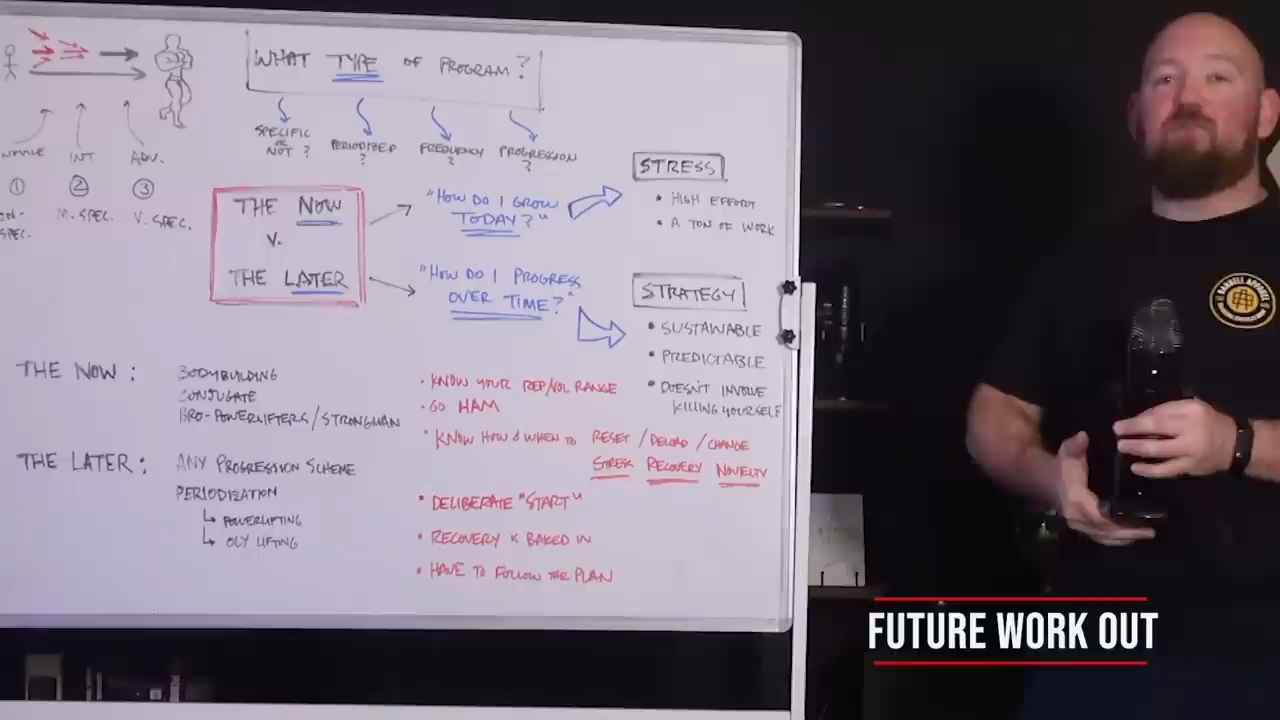 WHAT TYPE OF PROGRAM?
SPECIFIC
OR
NOT?
PERIODIZED
?
FREQUENCY
?
PROGRESSION
?
INT
ADV.
1
2
3
M. SPEC.
V. SPEC.
SPEC.
THE NOW
V.
THE LATER
"HOW DO I GROW
TODAY?"
"HOW DO I PROGRESS
OVER TIME?"
STRESS
• HIGH EFFORT
• A TON OF WORK
STRATEGY
• SUSTAINABLE
• PREDICTABLE
• DOESN'T INVOLVE
KILLING YOURSELF
THE NOW:
BODYBUILDING
CONJUGATE
BRO-POWERLIFTERS/STRONGMAN
• KNOW YOUR REP/VOL RANGE
• GO HAM
• KNOW HOW & WHEN TO RESET / DELOAD / CHANGE
STRESS RECOVERY NOVELTY
THE LATER:
ANY PROGRESSION SCHEME
PERIODIZATION
↳ POWERLIFTING
↳ OLY LIFTING
• DELIBERATE "START"
• RECOVERY BAKED IN
• HAVE TO FOLLOW THE PLAN
FUTURE WORK OUT